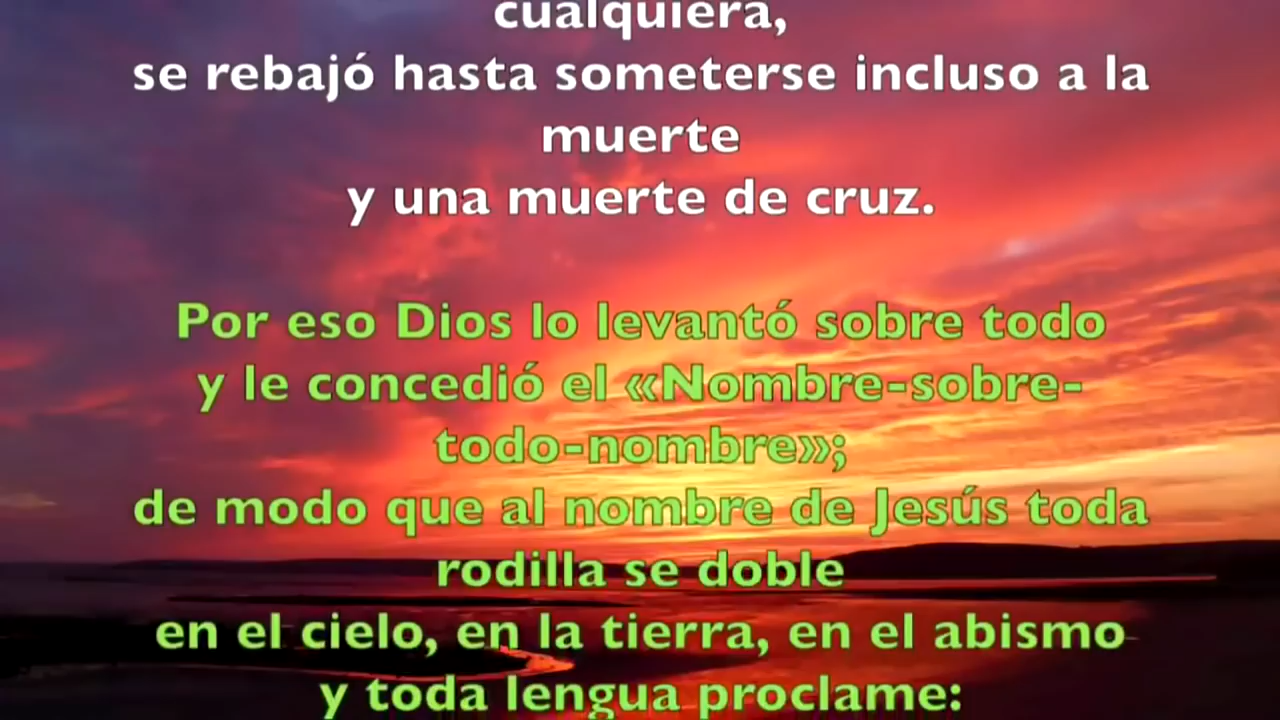 cualquiera,
se rebajó hasta someterse incluso a la
muerte
y una muerte de cruz.
Por eso Dios lo levantó sobre todo
y le concedió el «Nombre-sobre-
todo-nombre»;
de modo que al nombre de Jesús toda
rodilla se doble
en el cielo, en la tierra, en el abismo
y toda lengua proclame: